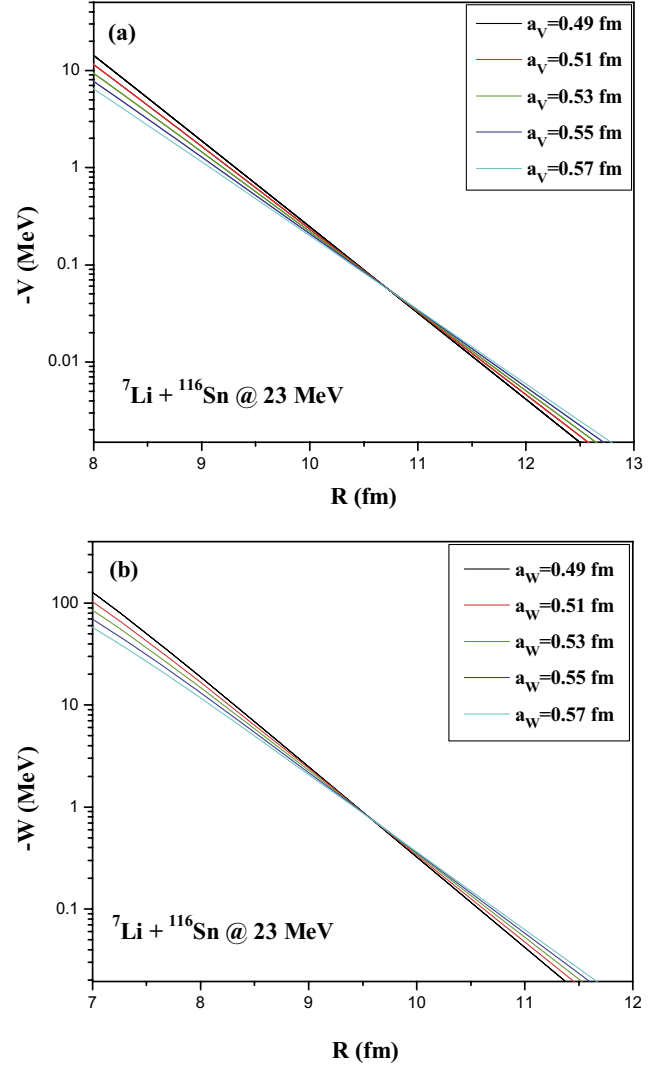 (a)
a_V=0.49 fm
a_V=0.51 fm
a_V=0.53 fm
a_V=0.55 fm
a_V=0.57 fm
10
1
0.1
0.01
-V (MeV)
⁷Li + ¹¹⁶Sn @ 23 MeV
8 9 10 11 12 13
R (fm)
(b)
a_W=0.49 fm
a_W=0.51 fm
a_W=0.53 fm
a_W=0.55 fm
a_W=0.57 fm
100
10
1
0.1
-W (MeV)
⁷Li + ¹¹⁶Sn @ 23 MeV
7 8 9 10 11 12
R (fm)